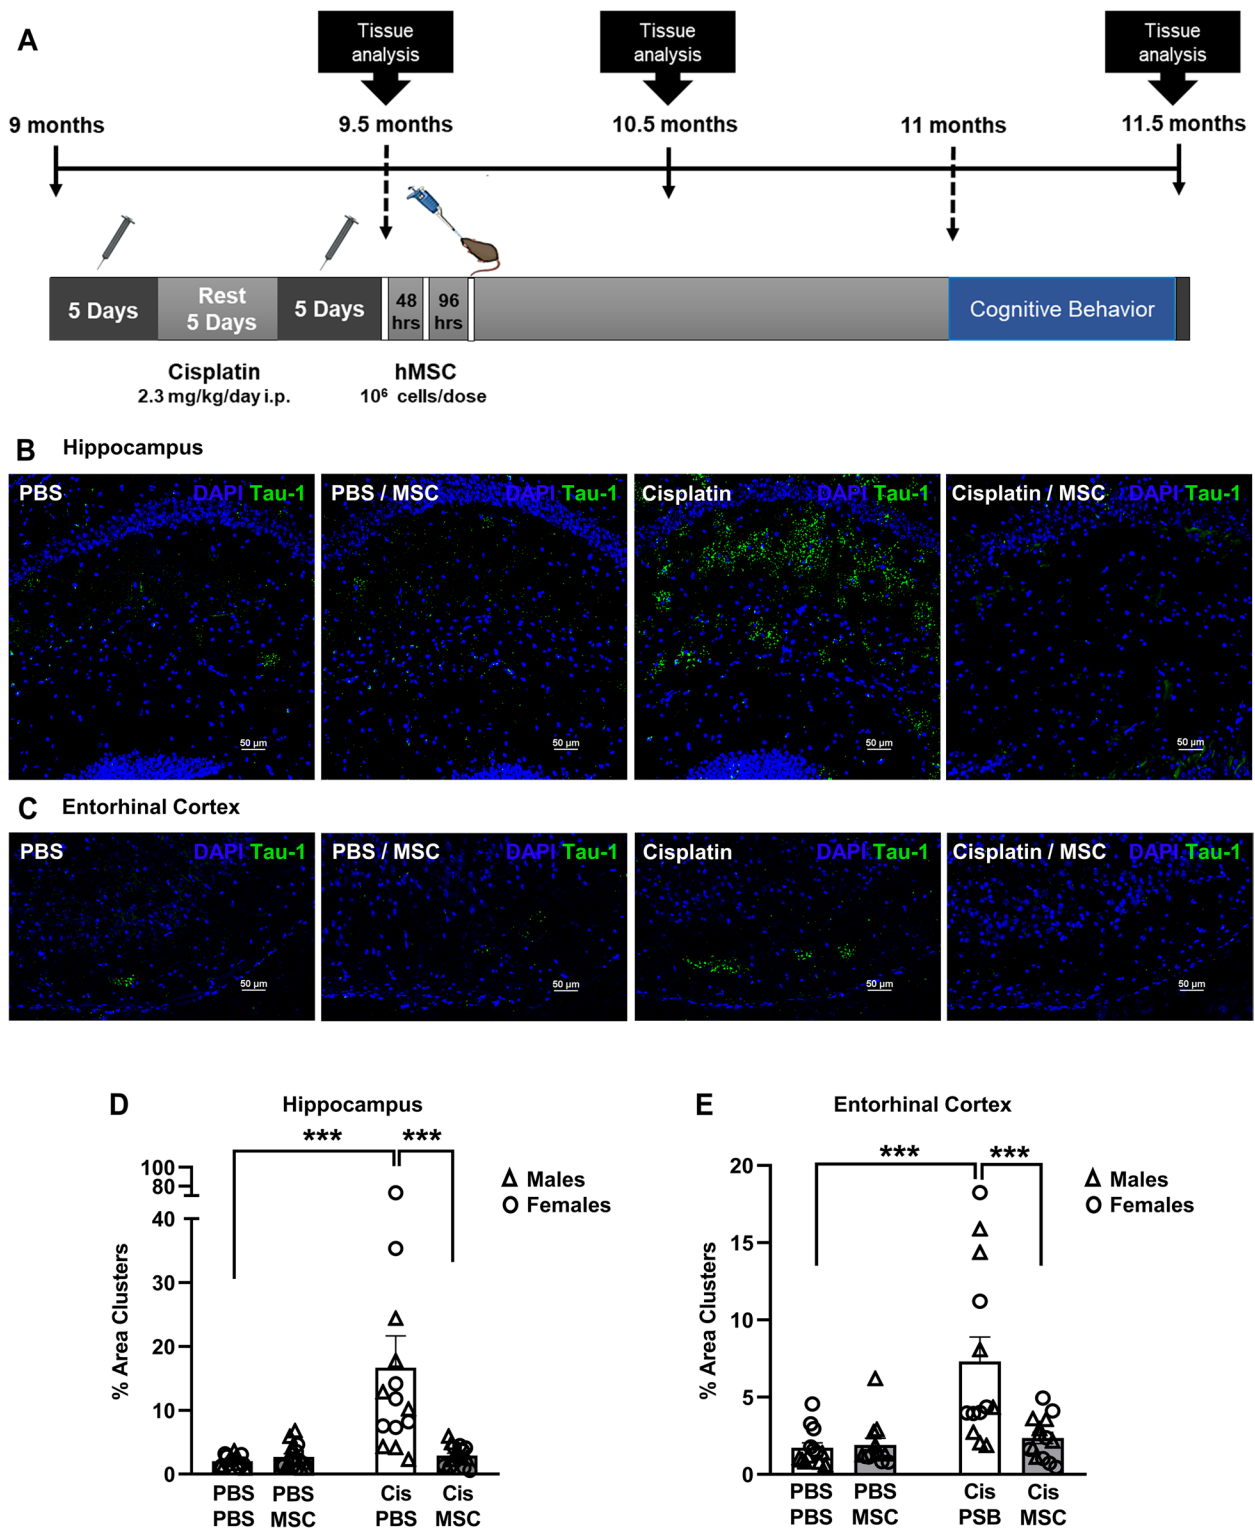 A
Tissue analysis
Tissue analysis
Tissue analysis
9 months
9.5 months
10.5 months
11 months
11.5 months
5 Days
Rest 5 Days
5 Days
48 hrs
96 hrs
Cognitive Behavior
Cisplatin
2.3 mg/kg/day i.p.
hMSC
10⁶ cells/dose
B Hippocampus
PBS DAPI Tau-1
PBS / MSC DAPI Tau-1
Cisplatin DAPI Tau-1
Cisplatin / MSC DAPI Tau-1
50 µm
50 µm
50 µm
50 µm
C Entorhinal Cortex
PBS DAPI Tau-1
PBS / MSC DAPI Tau-1
Cisplatin DAPI Tau-1
Cisplatin / MSC DAPI Tau-1
50 µm
50 µm
50 µm
50 µm
D Hippocampus
*** ***
% Area Clusters
100
80
40
30
20
10
0
Males
Females
PBS PBS Cis Cis
PBS MSC PBS MSC
E Entorhinal Cortex
*** ***
% Area Clusters
20
15
10
5
0
Males
Females
PBS PBS Cis Cis
PBS MSC PSB MSC